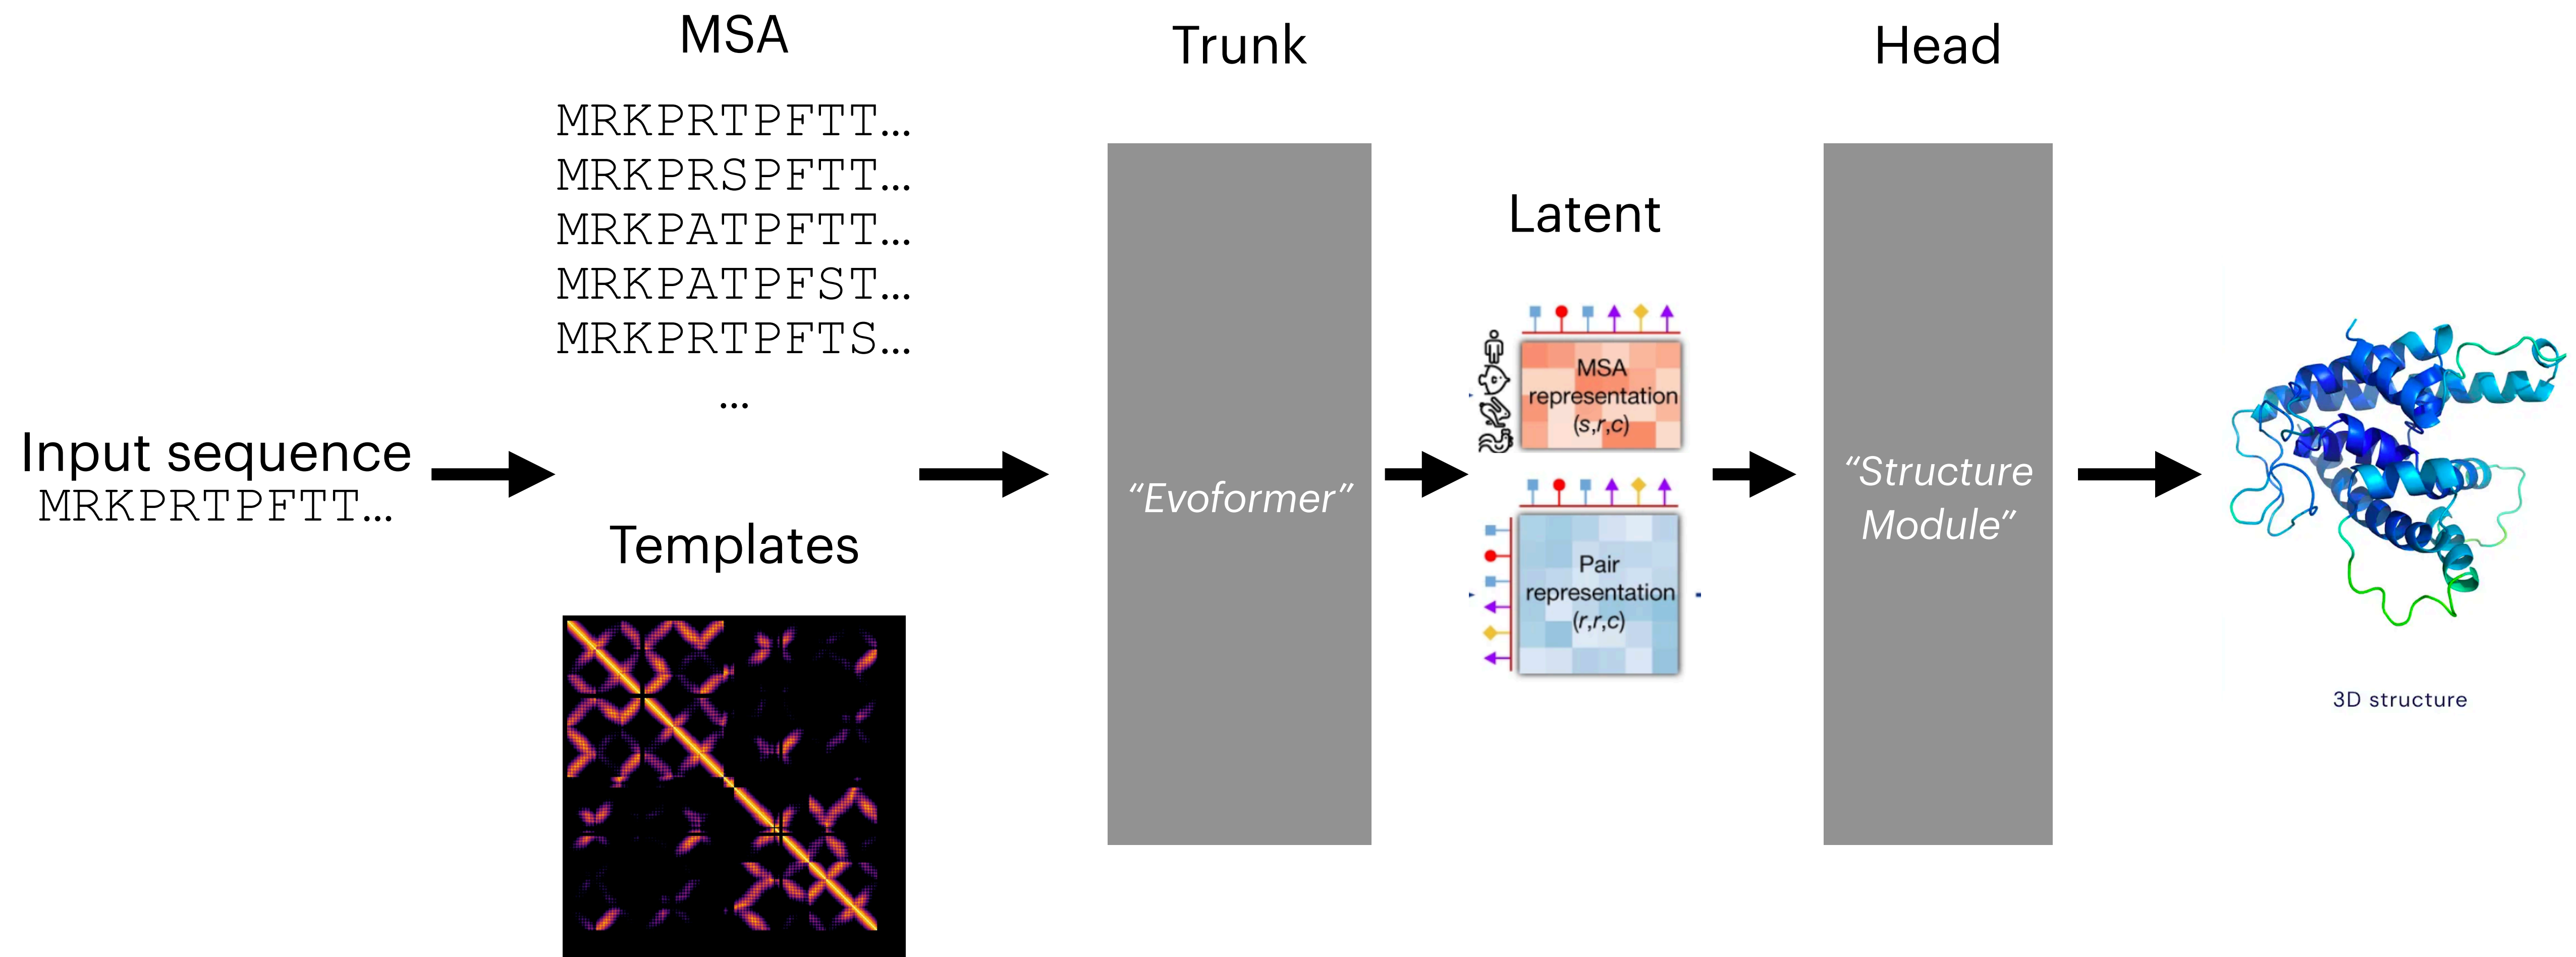 Input sequence
MRKPRTPFTT...
MSA
MRKPRTPFTT...
MRKPRSPFTT...
MRKPATPFTT...
MRKPATPFST...
MRKPRTPFTS...
...
Templates
Trunk
“Evoformer”
Latent
MSA
representation
(s,r,c)
Pair
representation
(r,r,c)
Head
“Structure
Module”
3D structure